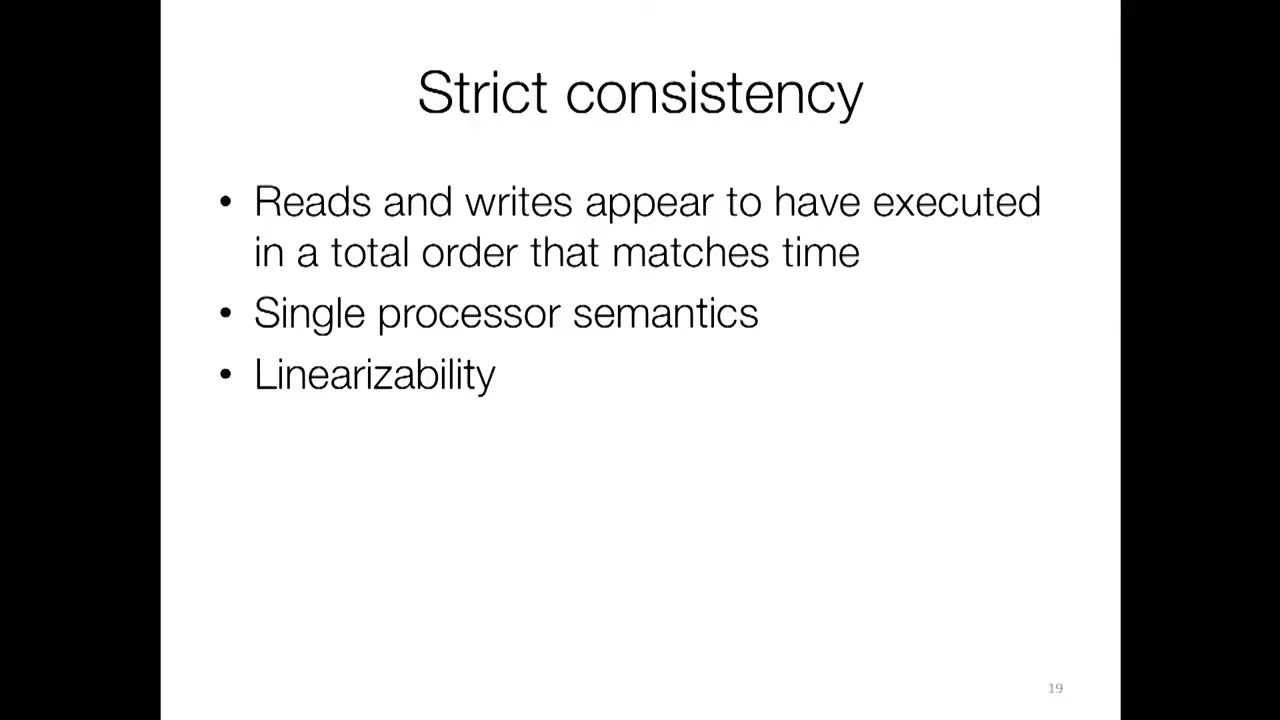 Strict consistency
• Reads and writes appear to have executed
in a total order that matches time
• Single processor semantics
• Linearizability
19